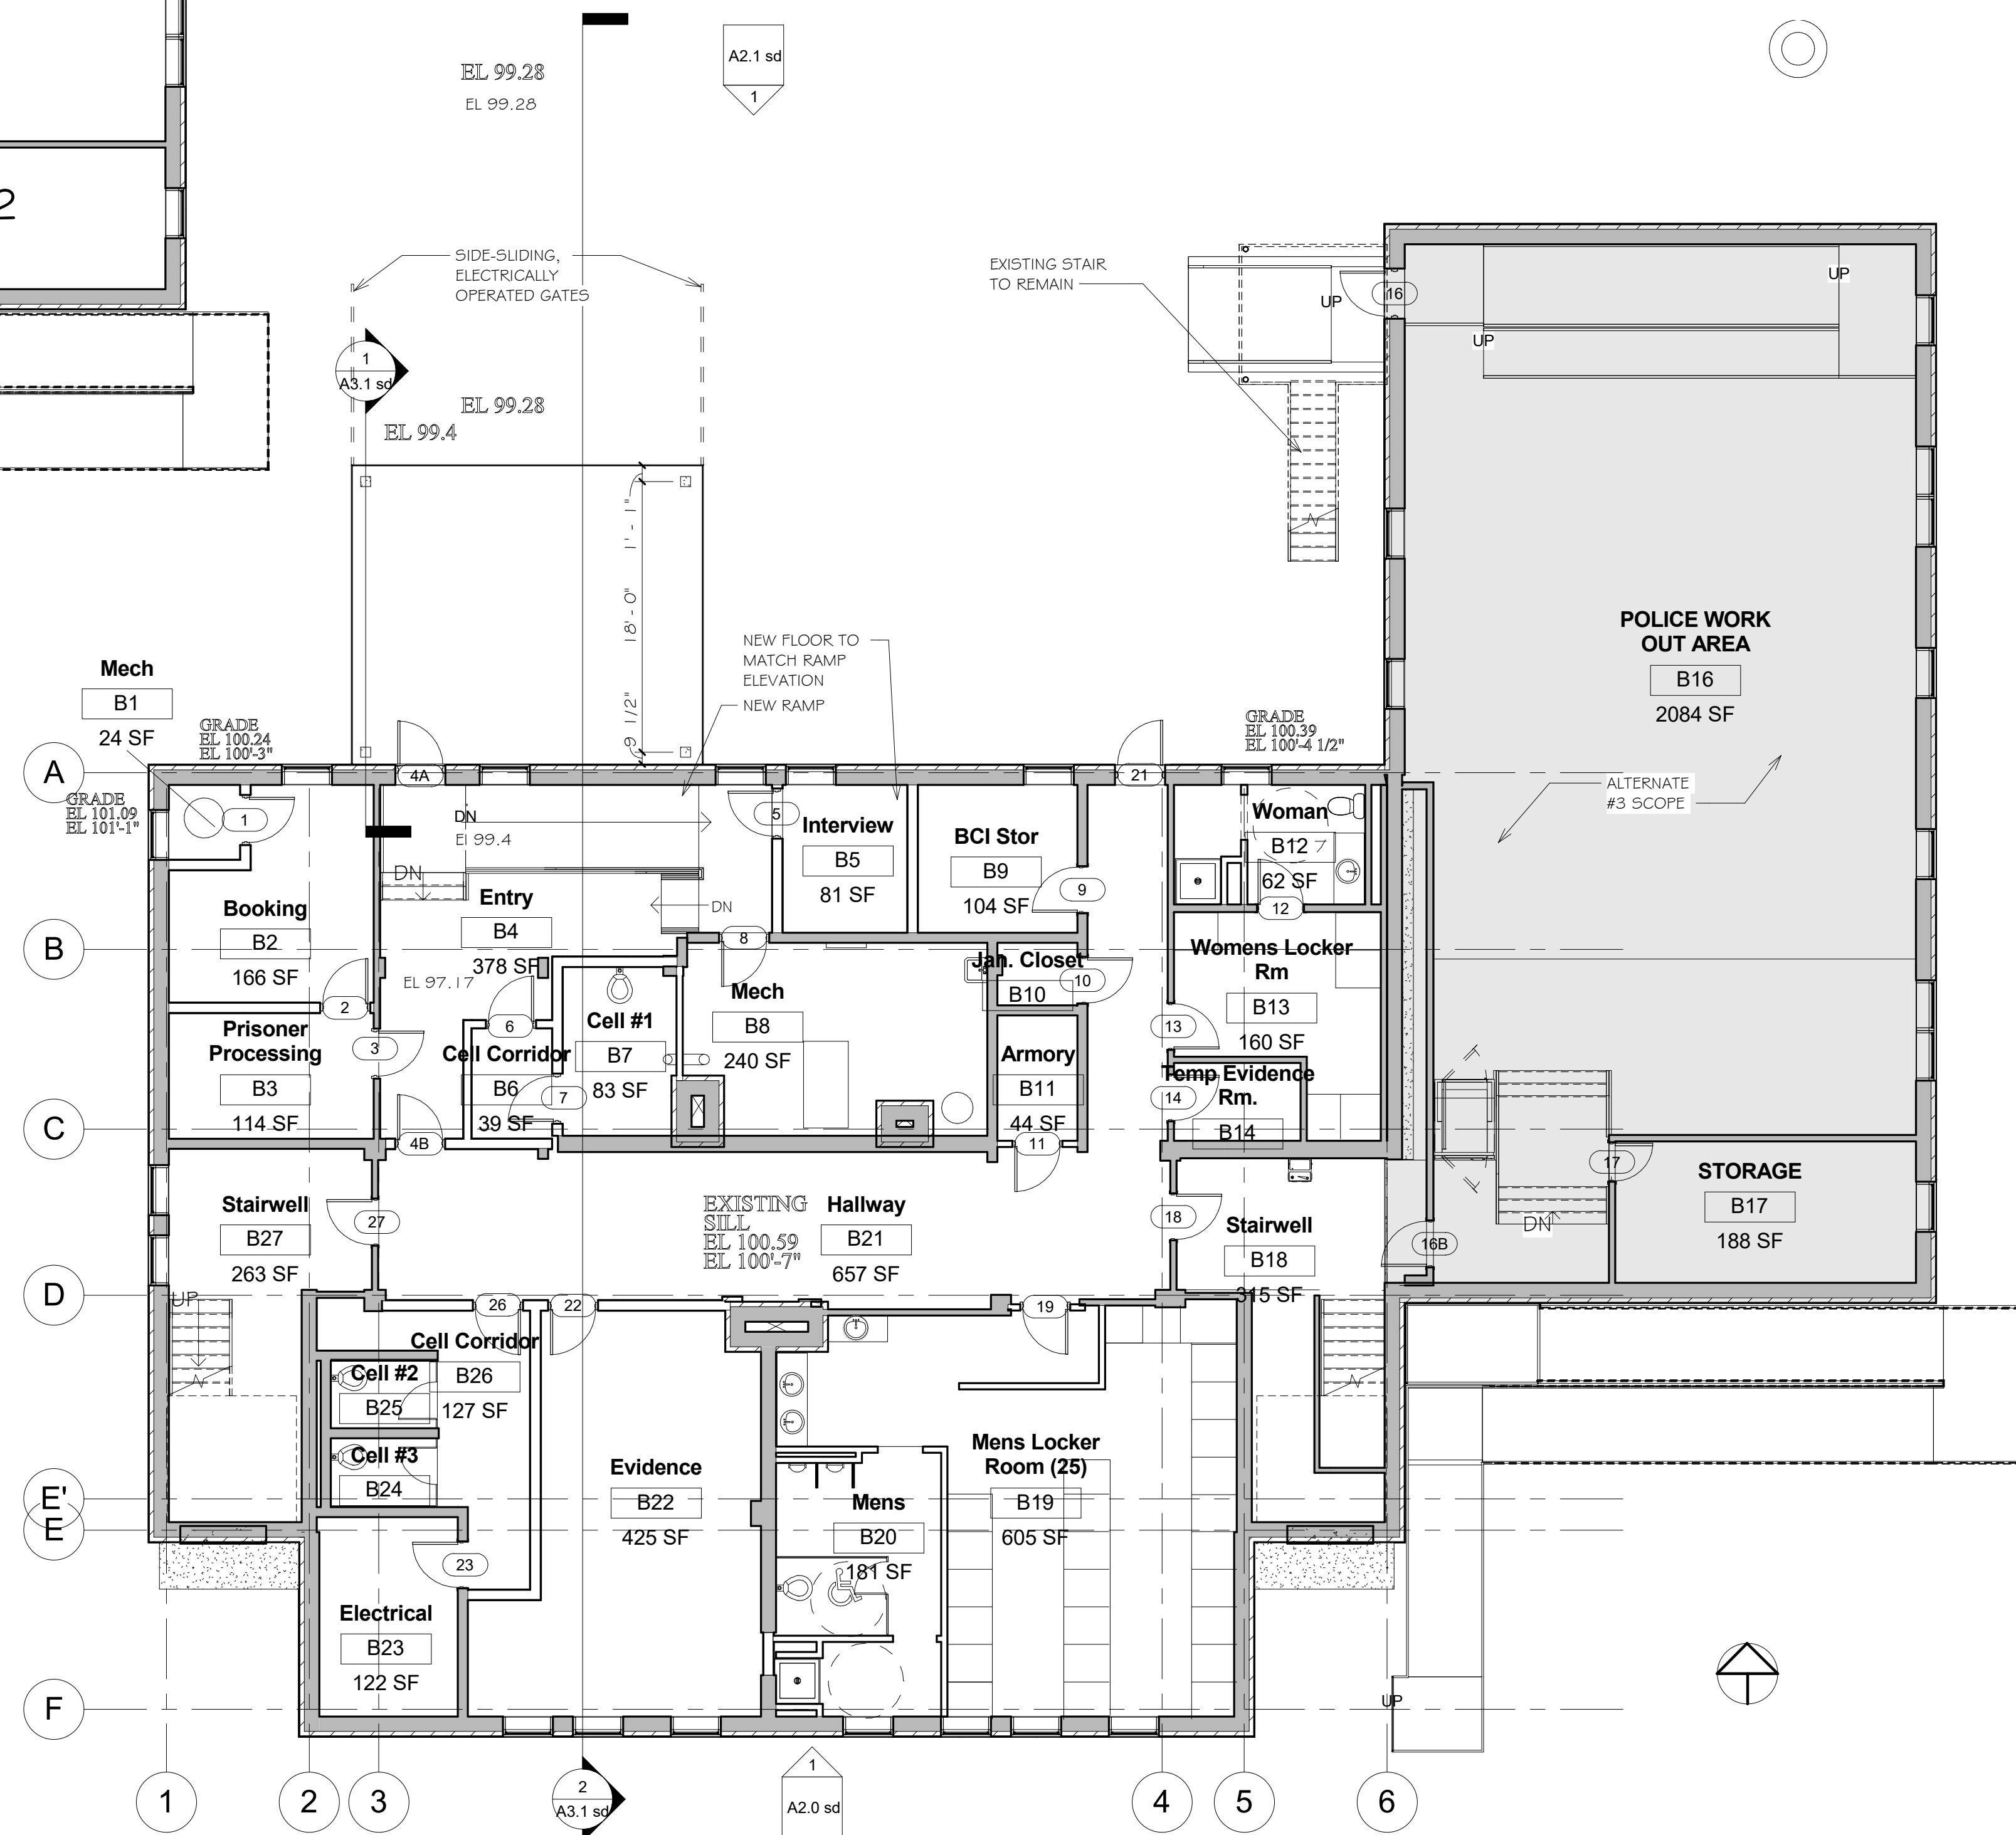 2
EL 99.28
EL 99.28
A2.1 sd
1
SIDE-SLIDING,
ELECTRICALLY
OPERATED GATES
EXISTING STAIR
TO REMAIN
UP
16
UP
UP
1
A3.1 sd
EL 99.28
EL 99.4
1' - 1"
18' - 0"
9 1/2"
NEW FLOOR TO
MATCH RAMP
ELEVATION
NEW RAMP
POLICE WORK
OUT AREA
B16
2084 SF
ALTERNATE
#3 SCOPE
Mech
B1
24 SF
GRADE
EL 100.24
EL 100'-3"
GRADE
EL 100.39
EL 100'-4 1/2"
A
GRADE
EL 101.09
EL 101'-1"
4A
21
1
DN
El 99.4
5
Interview
B5
81 SF
BCI Stor
B9
104 SF
9
Woman
B12
7
62 SF
12
DN
Entry
B4
378 SF
DN
8
Booking
B2
166 SF
B
EL 97.17
Mech
B8
240 SF
Jan. Closet
B10
10
Womens Locker
Rm
B13
160 SF
13
2
3
6
Prisoner
Processing
B3
114 SF
Cell Corridor
B6
39 SF
7
Cell #1
B7
83 SF
Armory
B11
44 SF
11
Temp Evidence
Rm.
B14
14
C
4B
Stairwell
B27
263 SF
27
EXISTING
SILL
EL 100.59
EL 100'-7"
Hallway
B21
657 SF
18
Stairwell
B18
315 SF
16B
DN
17
STORAGE
B17
188 SF
D
UP
26
22
19
Cell Corridor
B26
127 SF
Cell #2
B25
Cell #3
B24
Evidence
B22
425 SF
Mens
B20
181 SF
Mens Locker
Room (25)
B19
605 SF
E'
E
23
Electrical
B23
122 SF
F
UP
1
2
3
2
A3.1 sd
1
A2.0 sd
4
5
6